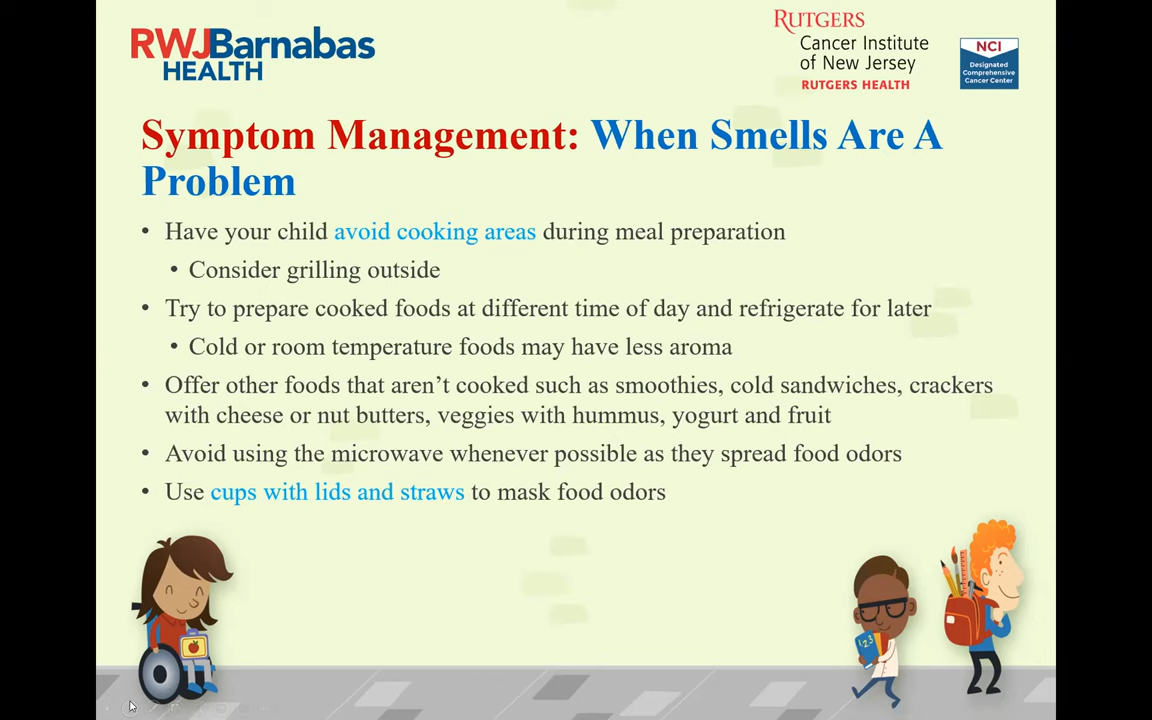 RWJBarnabas
HEALTH
RUTGERS
Cancer Institute
of New Jersey
RUTGERS HEALTH
NCI
Designated
Comprehensive
Cancer Center
Symptom Management: When Smells Are A
Problem
• Have your child avoid cooking areas during meal preparation
• Consider grilling outside
• Try to prepare cooked foods at different time of day and refrigerate for later
• Cold or room temperature foods may have less aroma
• Offer other foods that aren’t cooked such as smoothies, cold sandwiches, crackers
with cheese or nut butters, veggies with hummus, yogurt and fruit
• Avoid using the microwave whenever possible as they spread food odors
• Use cups with lids and straws to mask food odors
123